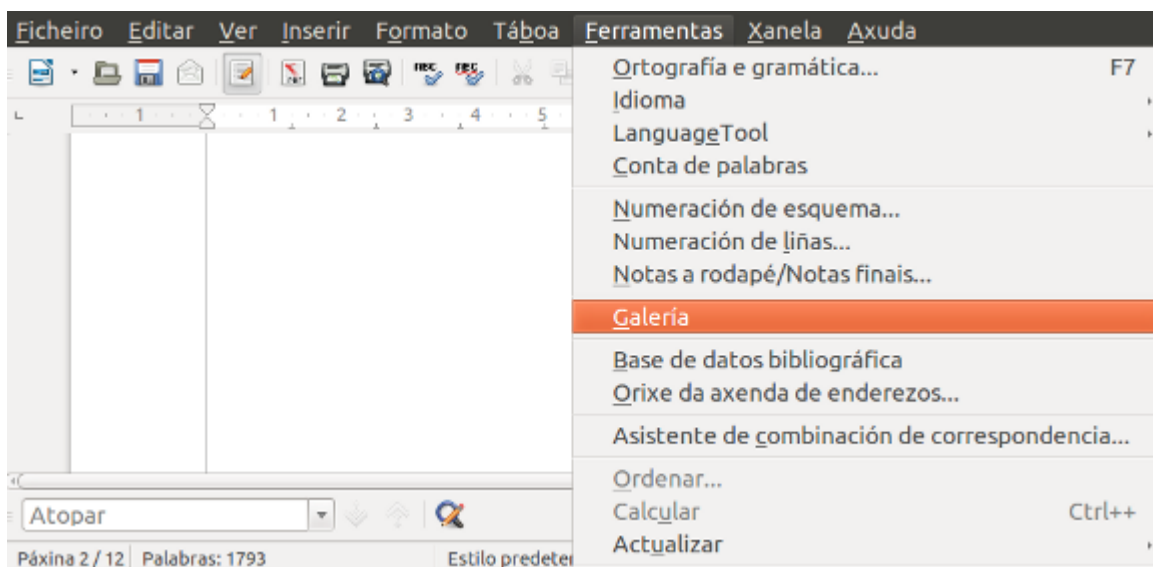 Ficheiro Editar Ver Inserir Formato Táboa Ferramentas Xanela Axuda
Ortografía e gramática... F7
Idioma
LanguageTool
Conta de palabras
1 1 2 3 4 5
Numeración de esquema...
Numeración de liñas...
Notas a rodapé/Notas finais...
Galería
Base de datos bibliográfica
Orixe da axenda de enderezos...
Asistente de combinación de correspondencia...
Ordenar...
Calcular Ctrl++
Actualizar
Atopar
Páxina 2 / 12 Palabras: 1793 Estilo predeter